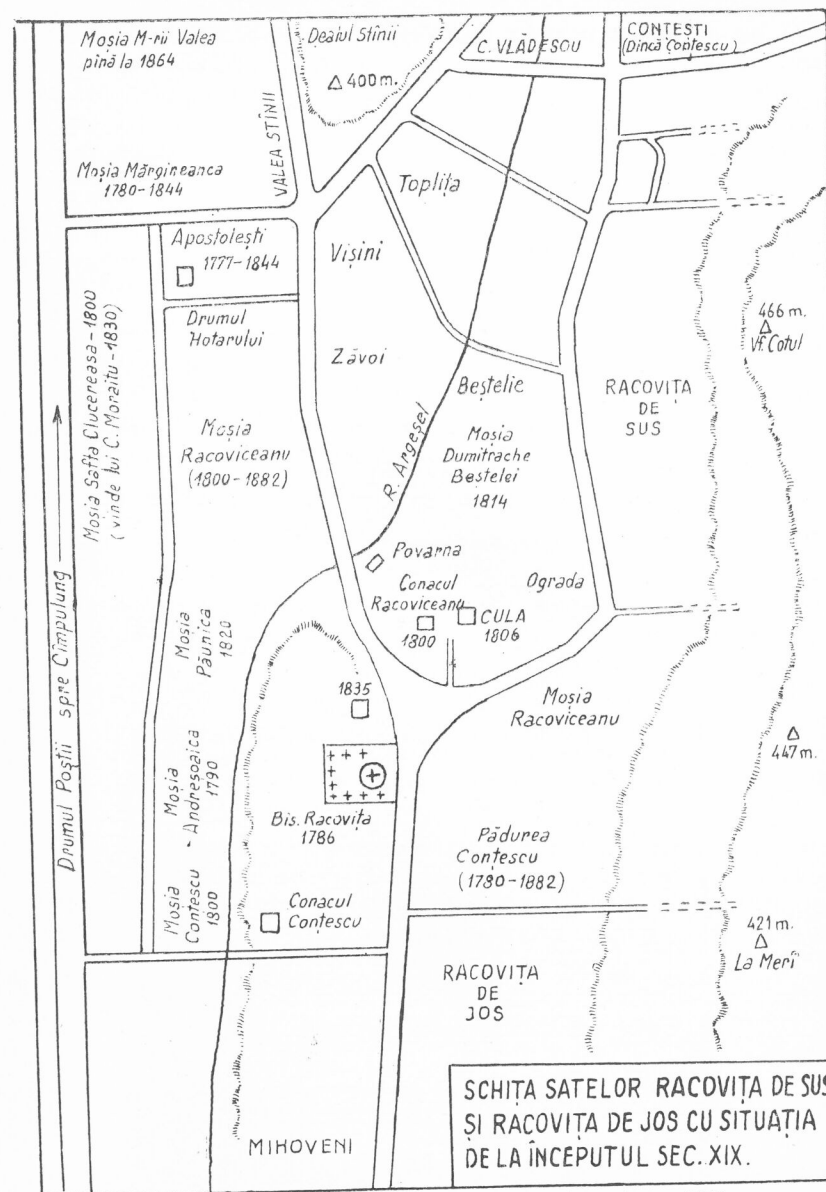 Moșia M-rii Valea
pînă la 1864
Dealul Stînii
△ 400 m.
C. VLĂDESCU
CONȚEȘTI
(Dincă Conțescu)
VALEA STÎNII
Moșia Mărgineanca
1780-1844
Toplița
Apostolești
1777-1844
Vișini
Drumul
Hotarului
Zăvoi
466 m.
Vf. Cotul
Moșia Safta Clucereasa-1800
(vinde lui C. Moraitu-1830)
Beștelie
RACOVIȚA
DE
SUS
Moșia
Racoviceanu
(1800-1882)
Moșia
Dumitrache
Beștelei
1814
R. Argeșel
Povarna
Conacul
Racoviceanu
1800
CULA
1806
Ograda
Drumul Poștii spre Cîmpulung
Moșia
Păunica
1820
1835
Moșia
Racoviceanu
447 m.
Moșia
Andreșoaica
1790
Bis. Racovița
1786
Pădurea
Conțescu
(1780-1882)
Moșia
Conțescu
1800
Conacul
Conțescu
421 m.
La Meri
RACOVIȚA
DE
JOS
MIHOVENI
SCHIȚA SATELOR RACOVIȚA DE SUS
ȘI RACOVIȚA DE JOS CU SITUAȚIA
DE LA ÎNCEPUTUL SEC. XIX.